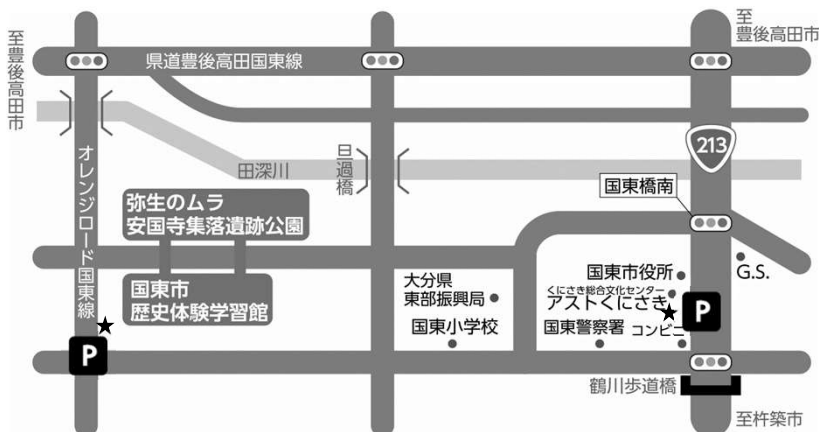 至豊後高田市
至
豊後高田市
県道豊後高田国東線
213
オレンジロード国東線
田深川
旦過橋
国東橋南
弥生のムラ
安国寺集落遺跡公園
国東市
歴史体験学習館
大分県
東部振興局
国東小学校
国東市役所
くにさき総合文化センター
アストくにさき
G.S.
国東警察署
コンビニ
P
P
鶴川歩道橋
至杵築市